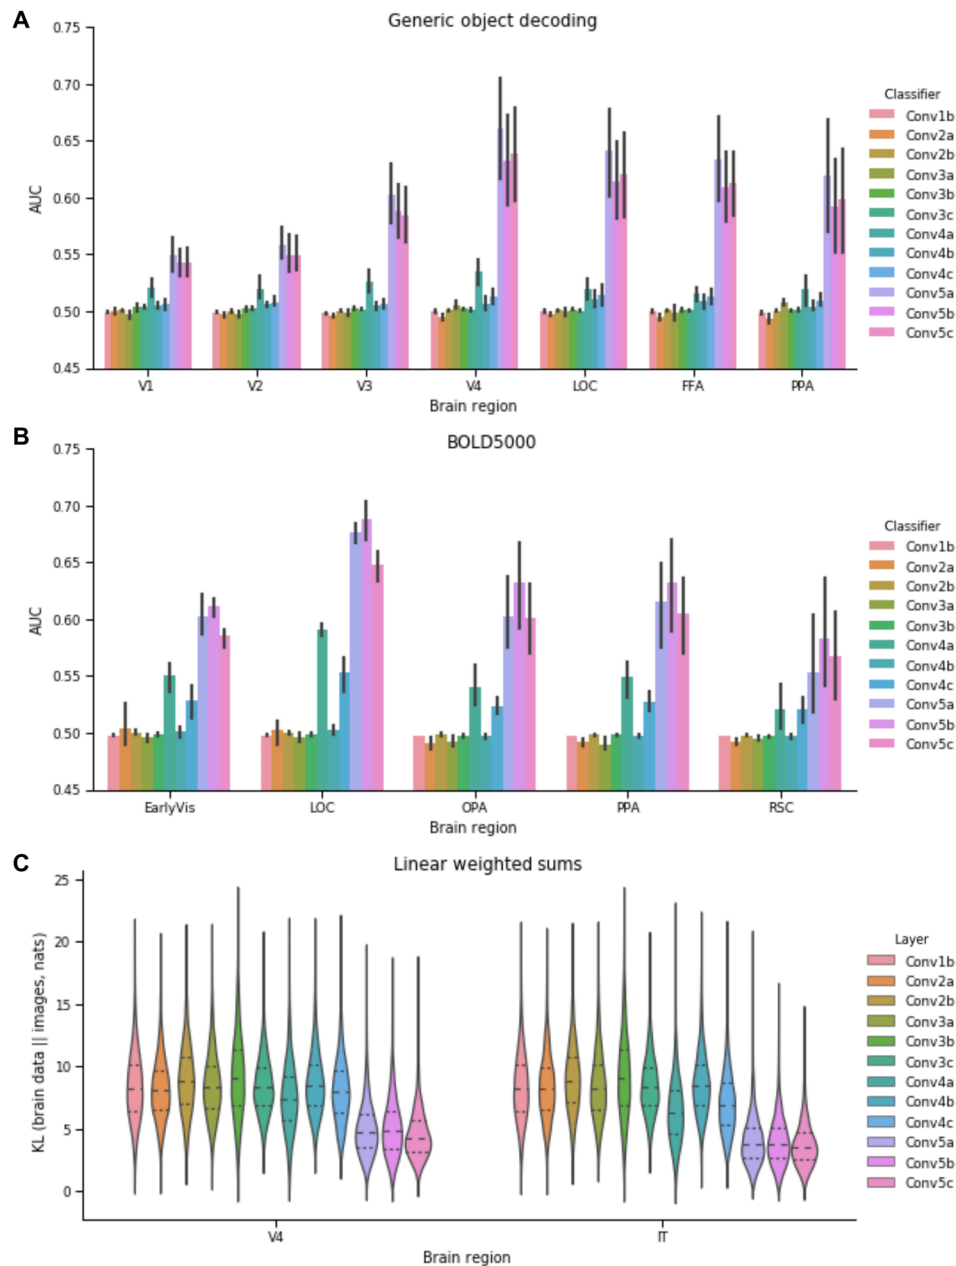 A
Generic object decoding
0.75
0.70
0.65
0.60
0.55
0.50
0.45
AUC
V1 V2 V3 V4 LOC FFA PPA
Brain region
Classifier
Conv1b
Conv2a
Conv2b
Conv3a
Conv3b
Conv3c
Conv4a
Conv4b
Conv4c
Conv5a
Conv5b
Conv5c
B
BOLD5000
0.75
0.70
0.65
0.60
0.55
0.50
0.45
AUC
EarlyVis LOC OPA PPA RSC
Brain region
Classifier
Conv1b
Conv2a
Conv2b
Conv3a
Conv3b
Conv4a
Conv4b
Conv4c
Conv5a
Conv5b
Conv5c
C
Linear weighted sums
25
20
15
10
5
0
KL (brain data || images, nats)
V4 IT
Brain region
Layer
Conv1b
Conv2a
Conv2b
Conv3a
Conv3b
Conv3c
Conv4a
Conv4b
Conv4c
Conv5a
Conv5b
Conv5c